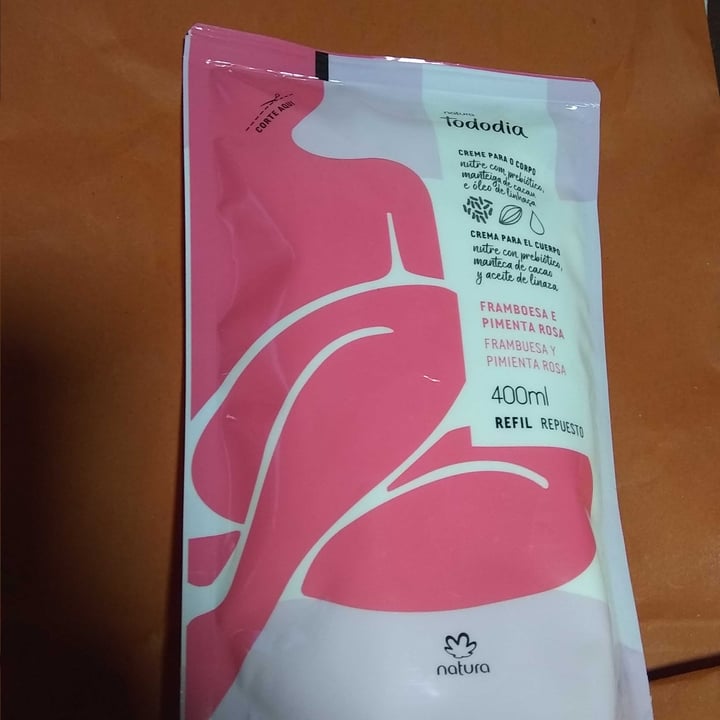 CORTE AQUI
natura
Tododia
CREME PARA O CORPO
nutre com prebiótico,
manteiga de cacau
e óleo de linhaça
CREMA PARA EL CUERPO
nutre con prebiótico,
manteca de cacao
y aceite de linaza
FRAMBOESA E
PIMENTA ROSA
FRAMBUESA Y
PIMIENTA ROSA
400ml
REFIL REPUESTO
natura